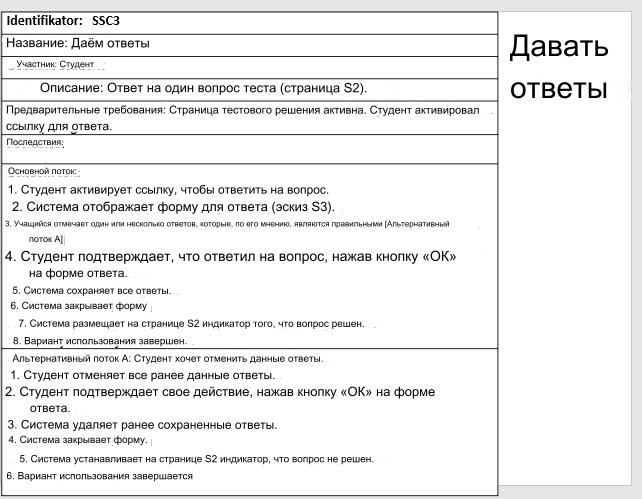 Identifikator: SSC3
Название: Даём ответы
Участник: Студент
Описание: Ответ на один вопрос теста (страница S2).
Предварительные требования: Страница тестового решения активна. Студент активировал
ссылку для ответа.
Последствия:
Основной поток:
1. Студент активирует ссылку, чтобы ответить на вопрос.
2. Система отображает форму для ответа (эскиз S3).
3. Учащийся отмечает один или несколько ответов, которые, по его мнению, являются правильными [Альтернативный
поток A]
4. Студент подтверждает, что ответил на вопрос, нажав кнопку «ОК»
на форме ответа.
5. Система сохраняет все ответы.
6. Система закрывает форму
7. Система размещает на странице S2 индикатор того, что вопрос решен.
8. Вариант использования завершен.
Альтернативный поток А: Студент хочет отменить данные ответы.
1. Студент отменяет все ранее данные ответы.
2. Студент подтверждает свое действие, нажав кнопку «ОК» на форме
ответа.
3. Система удаляет ранее сохраненные ответы.
4. Система закрывает форму.
5. Система устанавливает на странице S2 индикатор, что вопрос не решен.
6. Вариант использования завершается
Давать
ответы